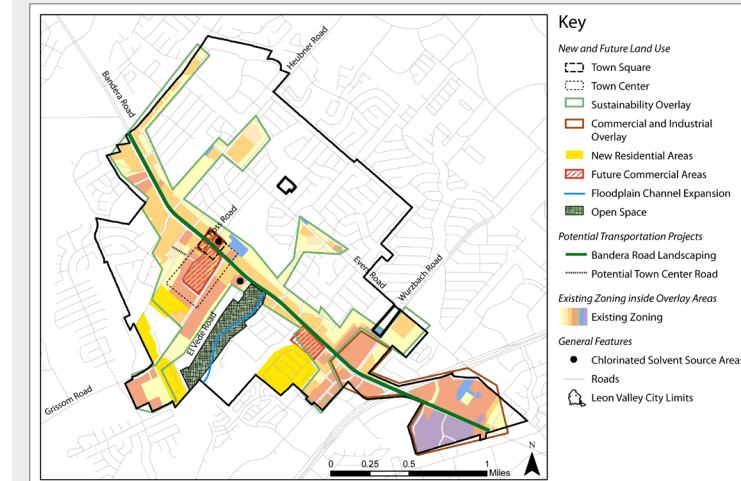 Key
New and Future Land Use
Town Square
Town Center
Sustainability Overlay
Commercial and Industrial
Overlay
New Residential Areas
Future Commercial Areas
Floodplain Channel Expansion
Open Space
Potential Transportation Projects
Bandera Road Landscaping
Potential Town Center Road
Existing Zoning inside Overlay Areas
Existing Zoning
General Features
Chlorinated Solvent Source Areas
Roads
Leon Valley City Limits
Heubner Road
Bandera Road
Evers Road
Wurzbach Road
El Vede Road
Grissom Road
N
0 0.25 0.5 1
Miles